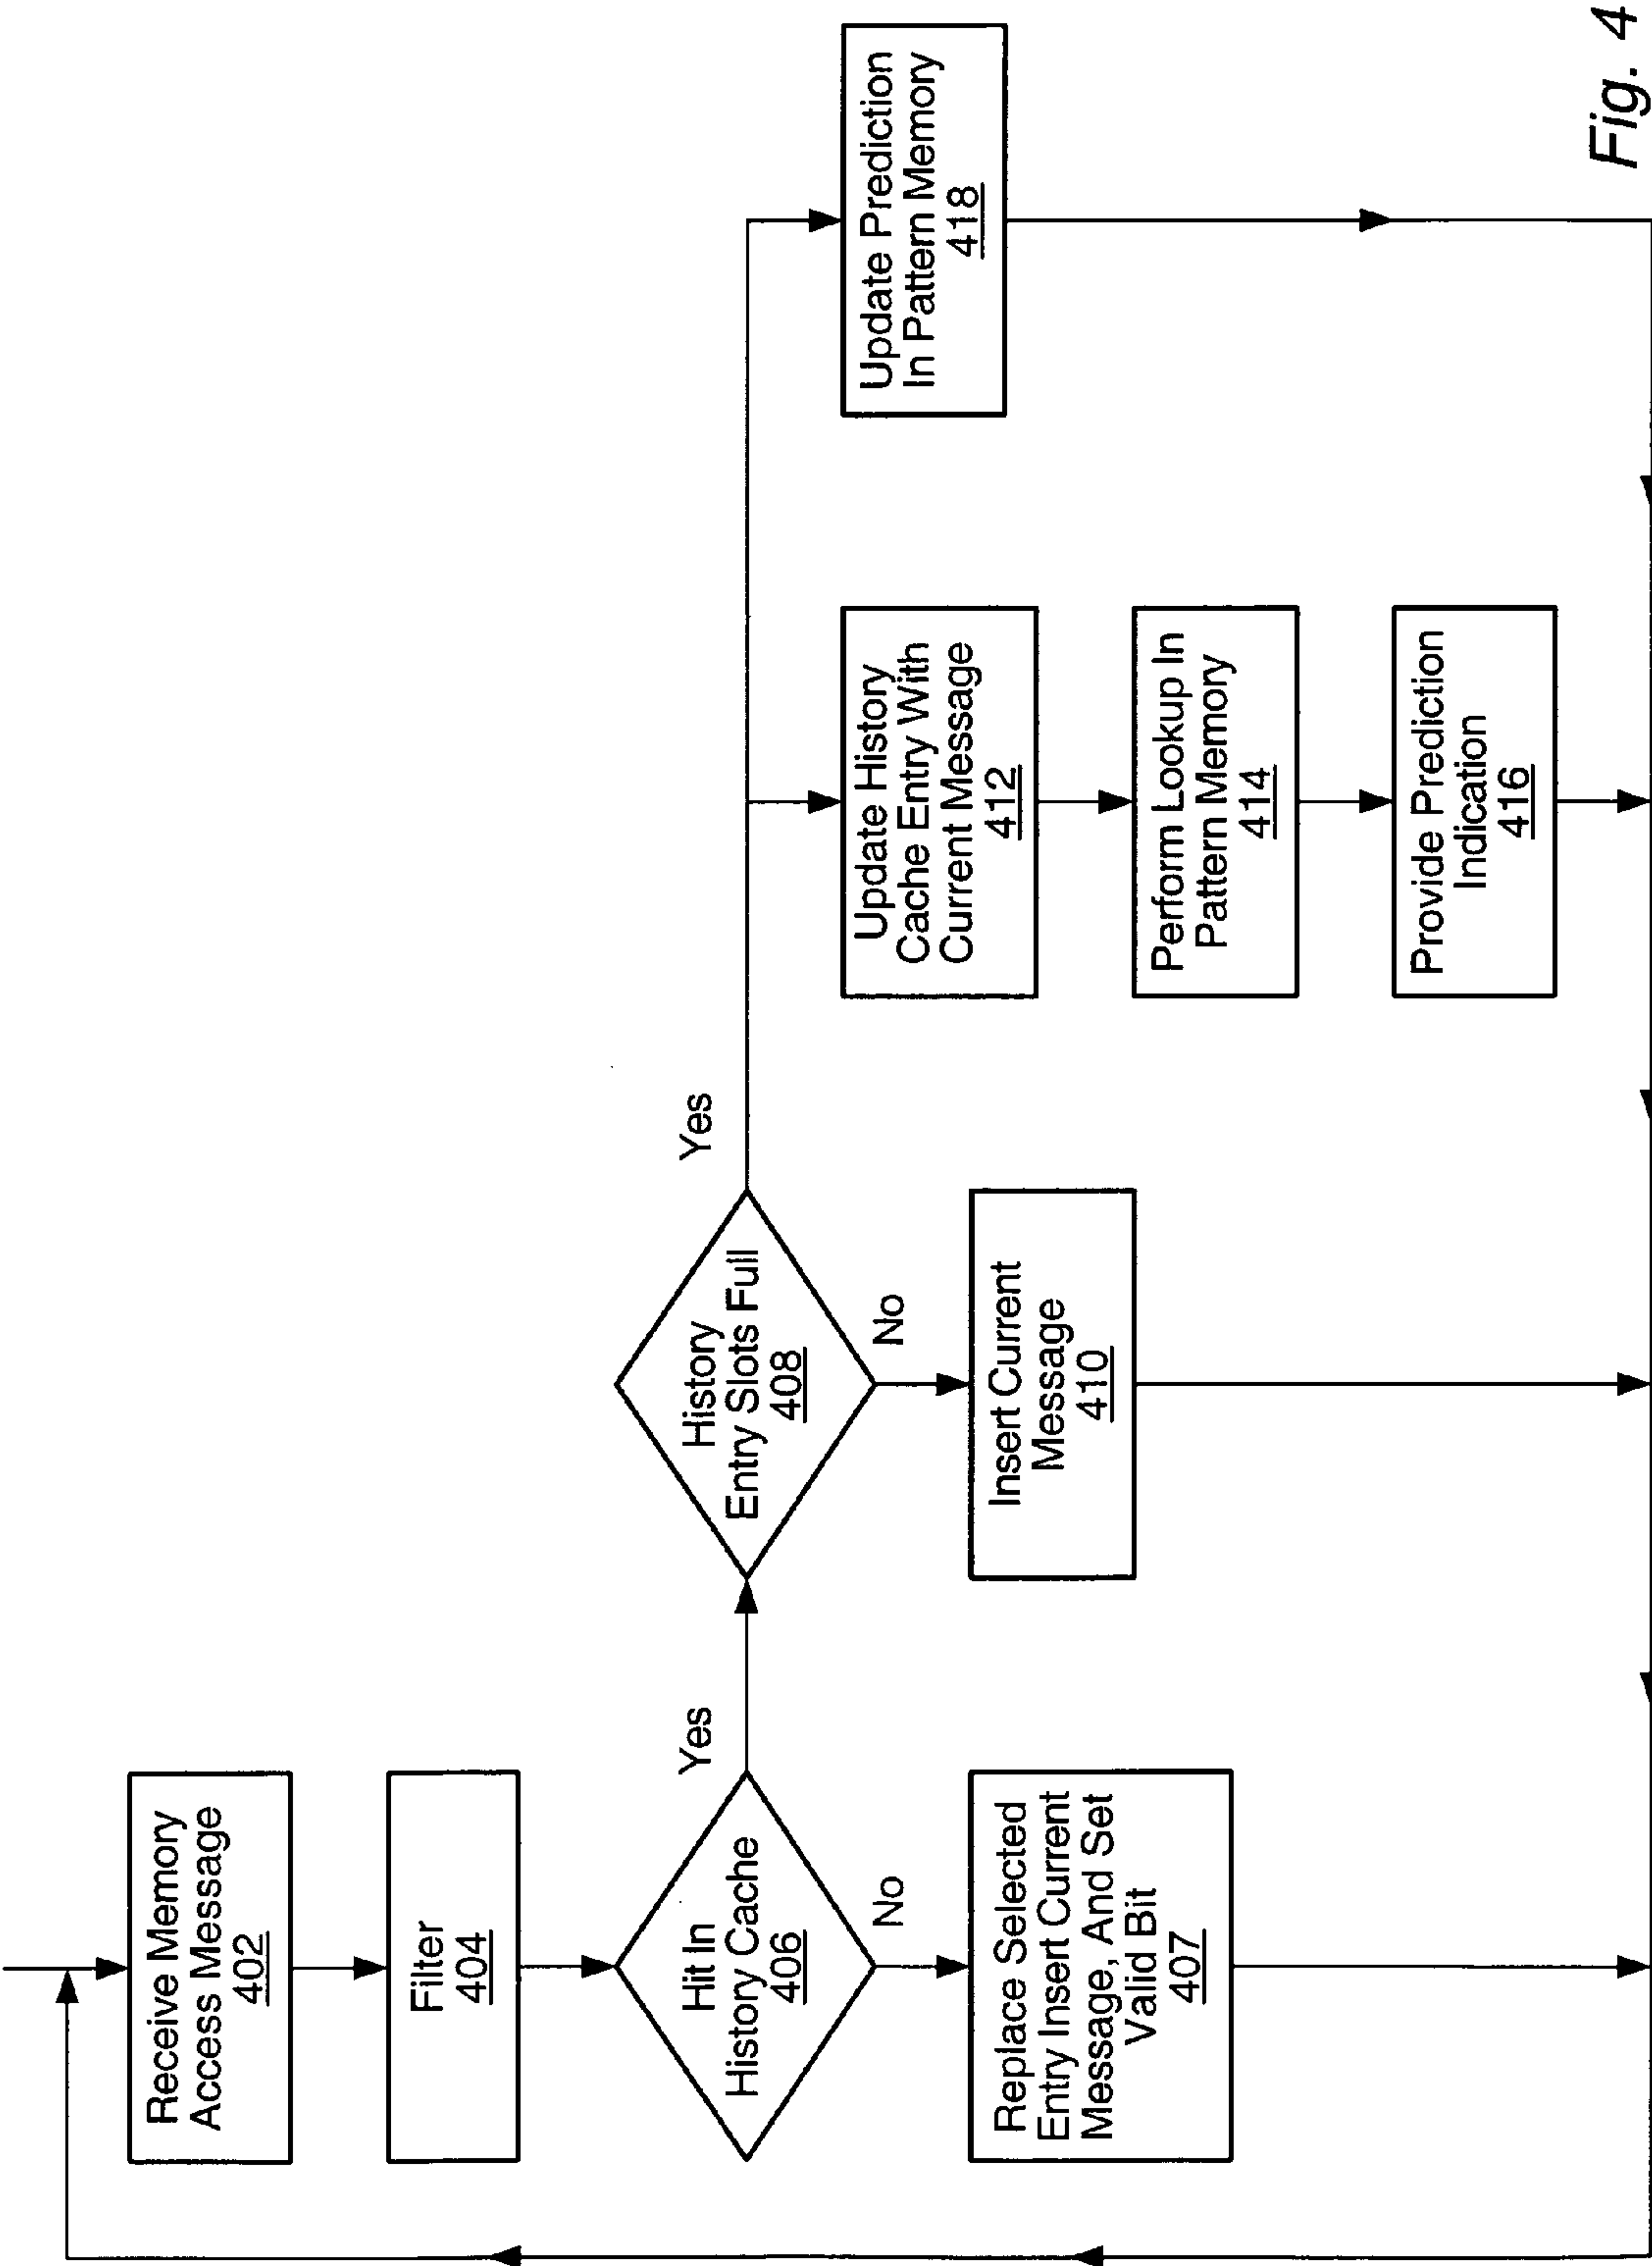 Receive Memory
Access Message
402
Filter
404
Hit In
History Cache
406
Yes
No
Replace Selected
Entry Insert Current
Message, And Set
Valid Bit
407
History
Entry Slots Full
408
Yes
No
Insert Current
Message
410
Update History
Cache Entry With
Current Message
412
Perform Lookup In
Pattern Memory
414
Provide Prediction
Indication
416
Update Prediction
In Pattern Memory
418
Fig. 4